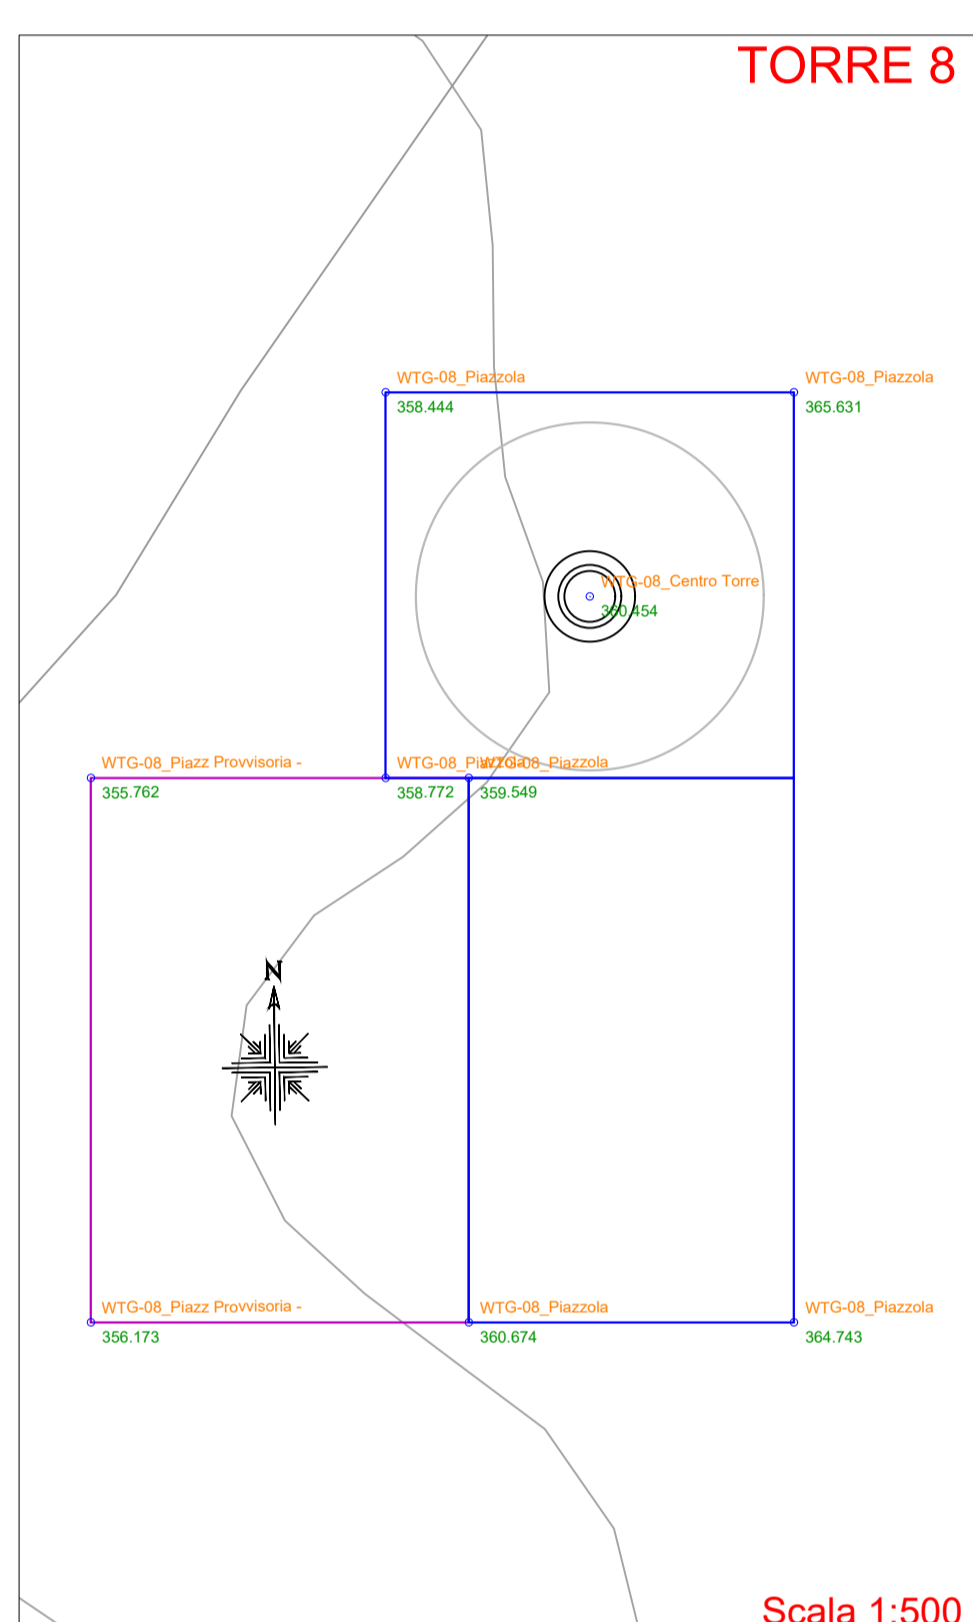 TORRE 8
WTG-08_Piazzola
358.444
WTG-08_Piazzola
365.631
WTG-08_Centro Torre
360.454
WTG-08_Piazz Provvisoria -
355.762
WTG-08_Piazzola
358.772
WTG-08_Piazzola
359.549
N
WTG-08_Piazz Provvisoria -
356.173
WTG-08_Piazzola
360.674
WTG-08_Piazzola
364.743
Scala 1:500